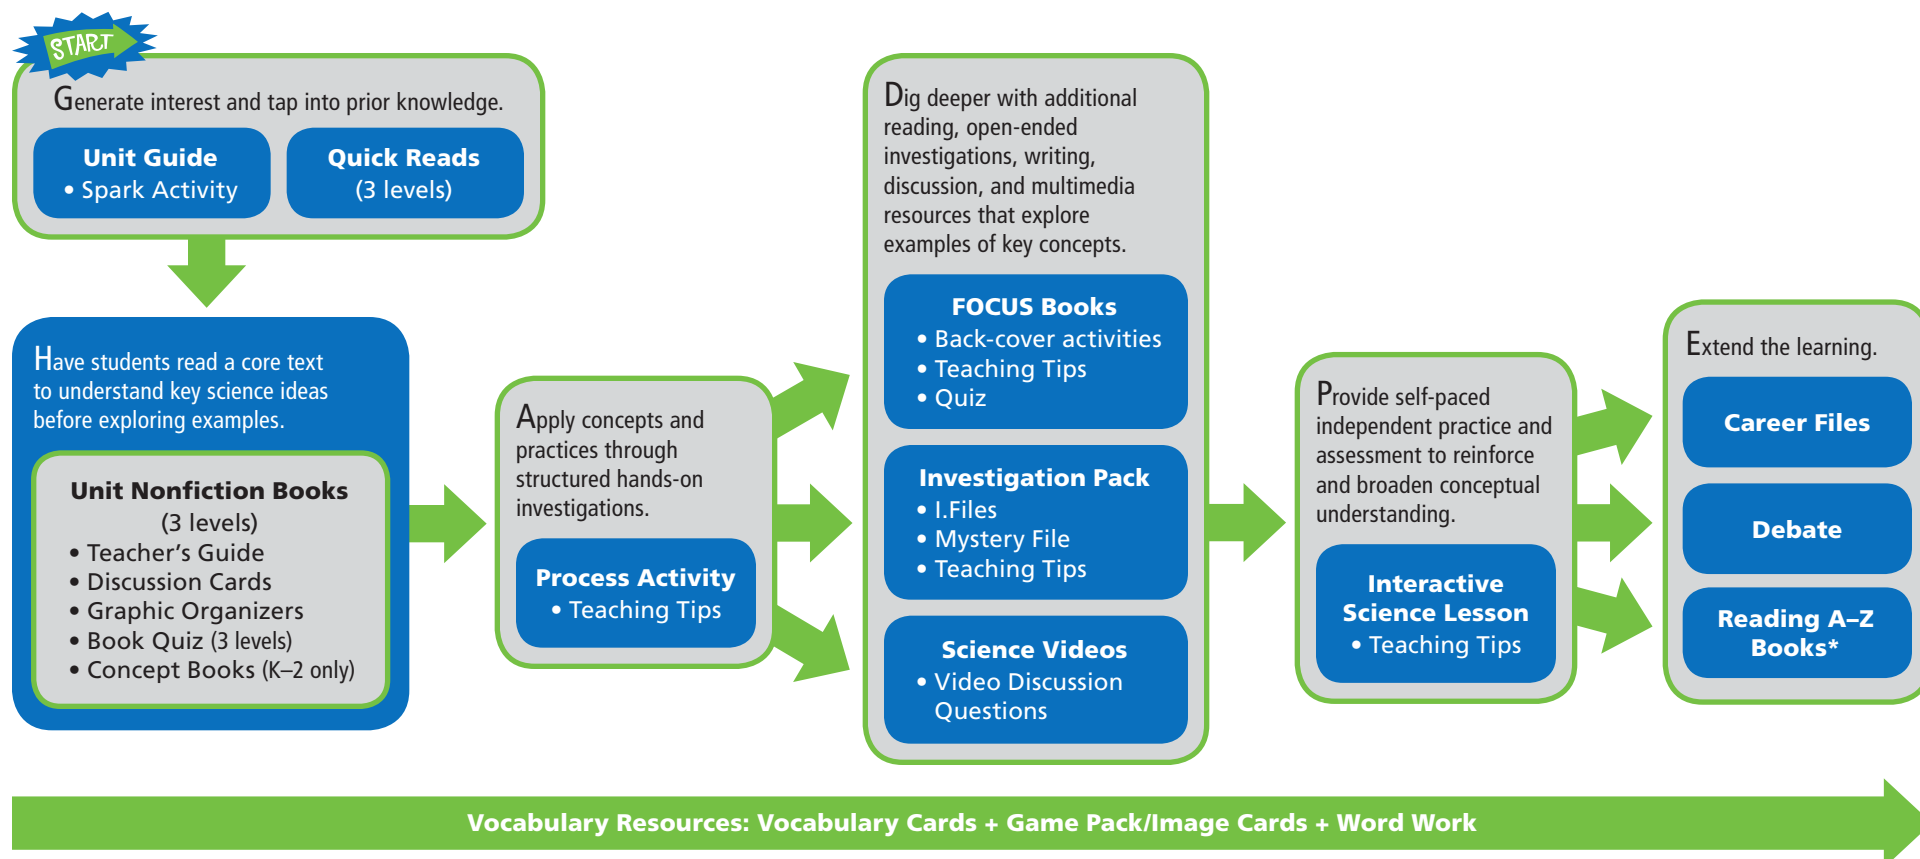 START
Generate interest and tap into prior knowledge.
Unit Guide
• Spark Activity
Quick Reads
(3 levels)
Have students read a core text
to understand key science ideas
before exploring examples.
Unit Nonfiction Books
(3 levels)
• Teacher's Guide
• Discussion Cards
• Graphic Organizers
• Book Quiz (3 levels)
• Concept Books (K–2 only)
Apply concepts and
practices through
structured hands-on
investigations.
Process Activity
• Teaching Tips
Dig deeper with additional
reading, open-ended
investigations, writing,
discussion, and multimedia
resources that explore
examples of key concepts.
FOCUS Books
• Back-cover activities
• Teaching Tips
• Quiz
Investigation Pack
• I.Files
• Mystery File
• Teaching Tips
Science Videos
• Video Discussion
Questions
Provide self-paced
independent practice and
assessment to reinforce
and broaden conceptual
understanding.
Interactive
Science Lesson
• Teaching Tips
Extend the learning.
Career Files
Debate
Reading A–Z
Books*
Vocabulary Resources: Vocabulary Cards + Game Pack/Image Cards + Word Work